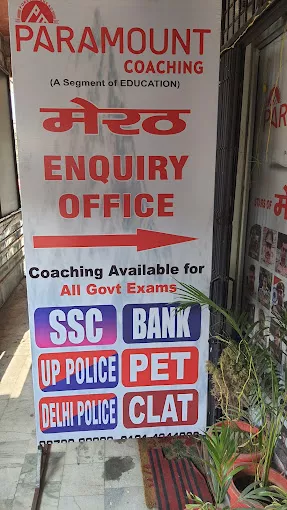 PARAMOUNT
COACHING
(A Segment of EDUCATION)
मेरठ
ENQUIRY
OFFICE
Coaching Available for
All Govt Exams
SSC
BANK
UP POLICE
PET
DELHI POLICE
CLAT